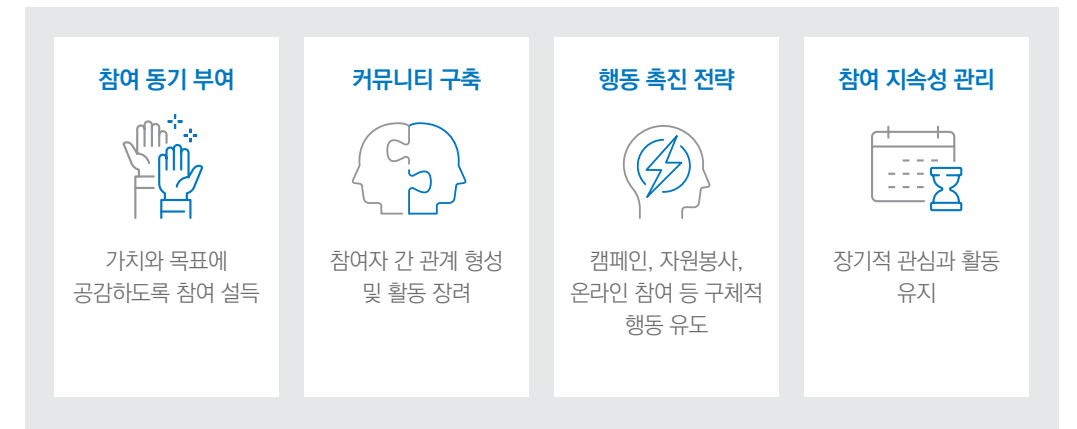 참여 동기 부여
가치와 목표에
공감하도록 참여 설득
커뮤니티 구축
참여자 간 관계 형성
및 활동 장려
행동 촉진 전략
캠페인, 자원봉사,
온라인 참여 등 구체적
행동 유도
참여 지속성 관리
장기적 관심과 활동
유지